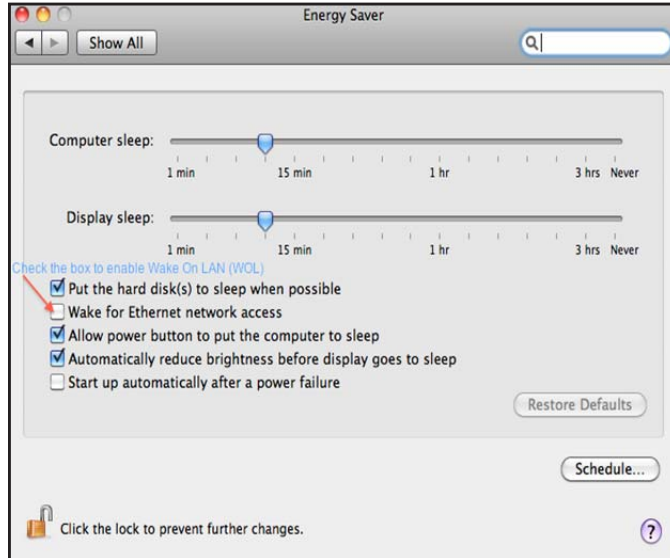 Energy Saver
Show All
Computer sleep:
1 min 15 min 1 hr 3 hrs Never
Display sleep:
1 min 15 min 1 hr 3 hrs Never
Check the box to enable Wake On LAN (WOL)
Put the hard disk(s) to sleep when possible
Wake for Ethernet network access
Allow power button to put the computer to sleep
Automatically reduce brightness before display goes to sleep
Start up automatically after a power failure
Restore Defaults
Schedule...
Click the lock to prevent further changes.
?